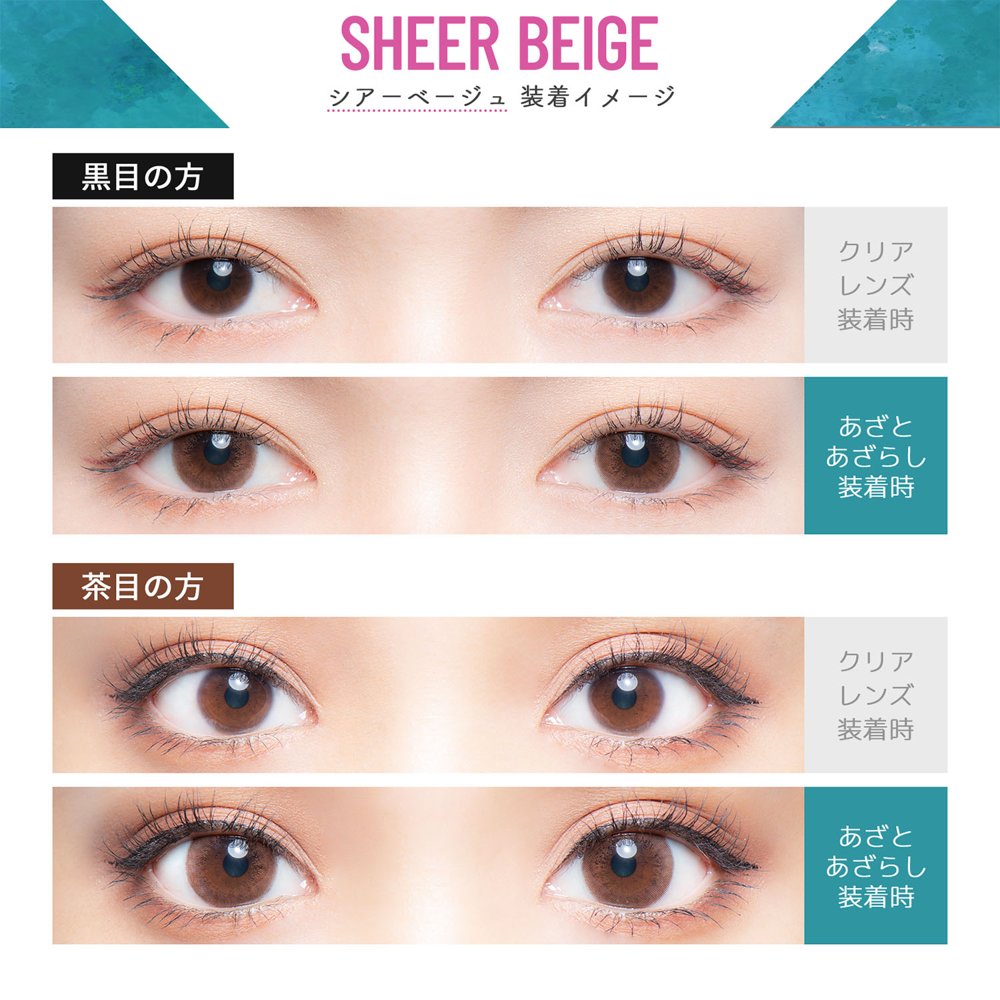 SHEER BEIGE
シアーベージュ 装着イメージ
黒目の方
クリア
レンズ
装着時
あざと
あざらし
装着時
茶目の方
クリア
レンズ
装着時
あざと
あざらし
装着時